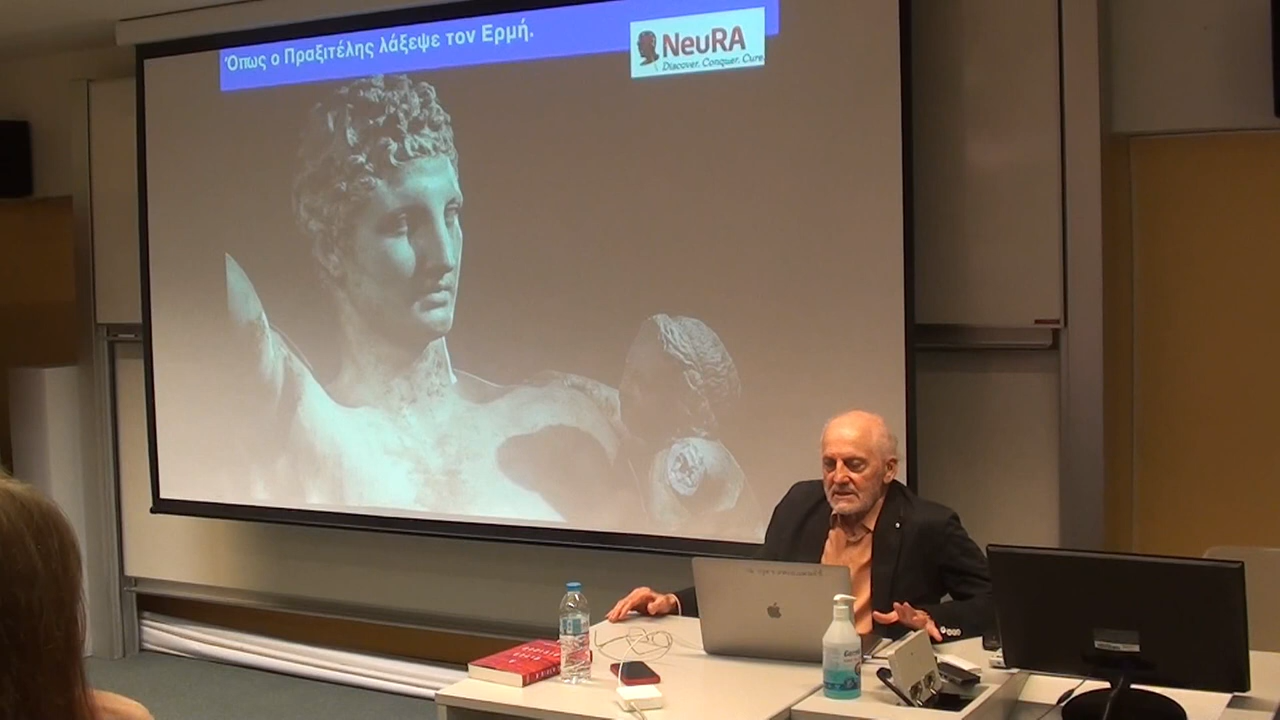 Όπως ο Πραξιτέλης λάξεψε τον Ερμή.
NeuRA
Discover. Conquer. Cure